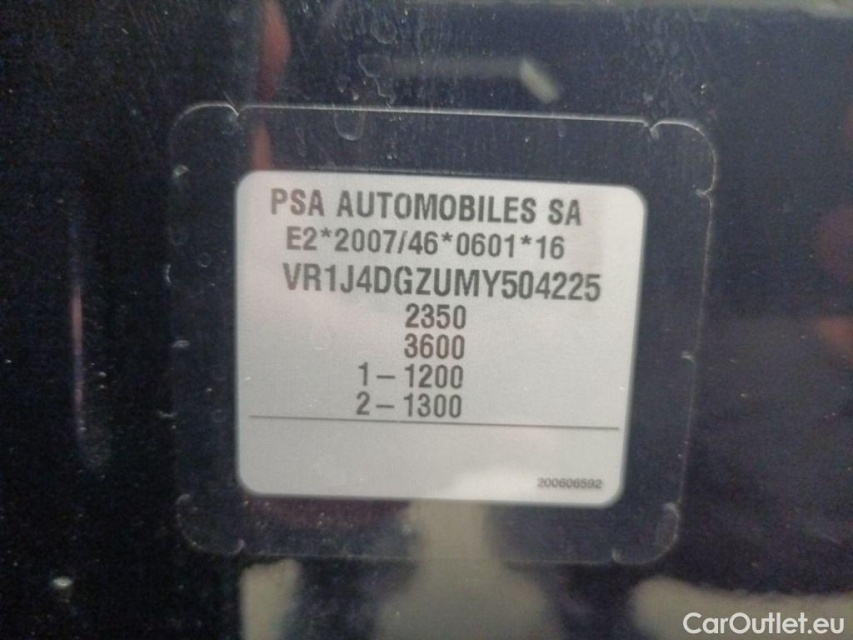 PSA AUTOMOBILES SA
E2*2007/46*0601*16
VR1J4DGZUMY504225
2350
3600
1-1200
2-1300
200606592
CarOutlet.eu